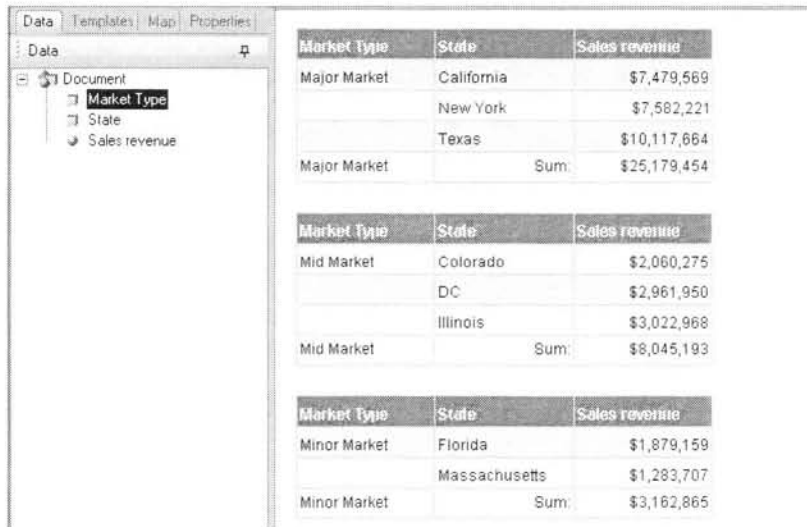 Data Templates Map Properties
Data
Document
Market Type
State
Sales revenue
Market Type State Sales revenue
Major Market California $7,479,569
New York $7,582,221
Texas $10,117,664
Major Market Sum: $25,179,454
Market Type State Sales revenue
Mid Market Colorado $2,060,275
DC $2,961,950
Illinois $3,022,968
Mid Market Sum: $8,045,193
Market Type State Sales revenue
Minor Market Florida $1,879,159
Massachusetts $1,283,707
Minor Market Sum: $3,162,865